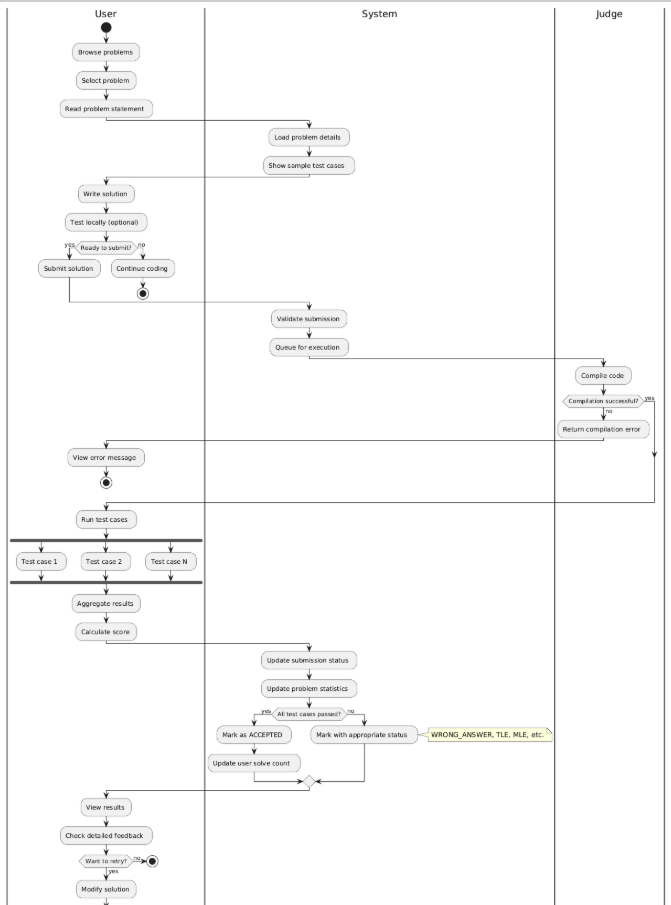 User
System
Judge
Browse problems
Select problem
Read problem statement
Load problem details
Show sample test cases
Write solution
Test locally (optional)
yes
Ready to submit?
no
Submit solution
Continue coding
Validate submission
Queue for execution
Compile code
Compilation successful?
yes
no
Return compilation error
View error message
Run test cases
Test case 1
Test case 2
Test case N
Aggregate results
Calculate score
Update submission status
Update problem statistics
yes
All test cases passed?
no
Mark as ACCEPTED
Mark with appropriate status
WRONG_ANSWER, TLE, MLE, etc.
Update user solve count
View results
Check detailed feedback
Want to retry?
no
yes
Modify solution